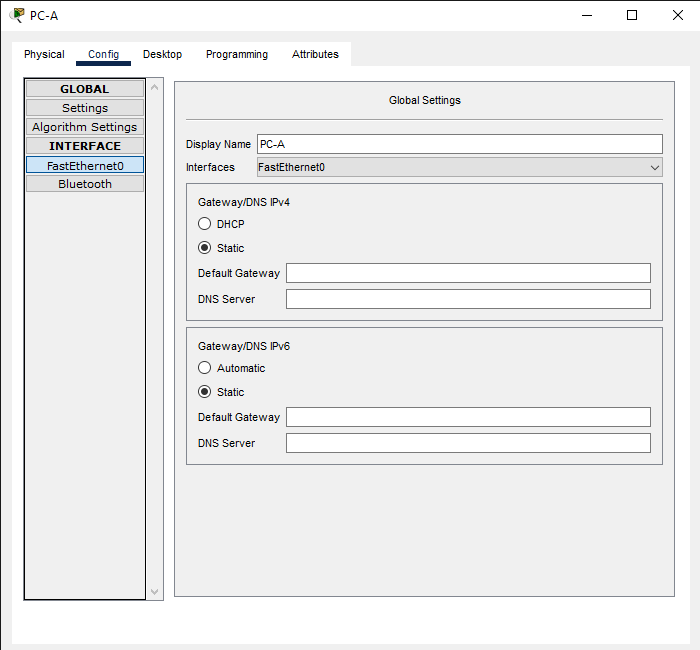 PC-A
Physical Config Desktop Programming Attributes
GLOBAL
Settings
Algorithm Settings
INTERFACE
FastEthernet0
Bluetooth
Global Settings
Display Name PC-A
Interfaces FastEthernet0
Gateway/DNS IPv4
DHCP
Static
Default Gateway
DNS Server
Gateway/DNS IPv6
Automatic
Static
Default Gateway
DNS Server